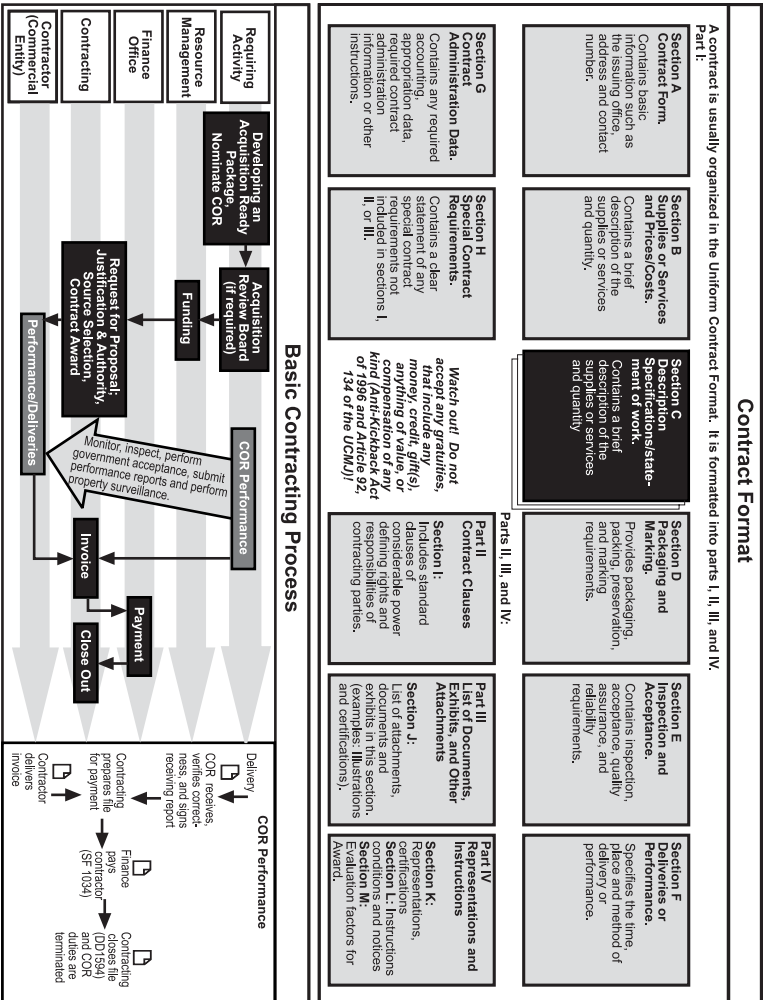 Contract Format
A contract is usually organized in the Uniform Contract Format. It is formatted into parts I, II, III, and IV.
Part I:
Section A
Contract Form.
Contains basic
information such as
the issuing office,
address and contact
number.
Section B
Supplies or Services
and Prices/Costs.
Contains a brief
description of the
supplies or services
and quantity.
Section C
Description
Specifications/state-
ment of work.
Contains a brief
description of the
supplies or services
and quantity
Section D
Packaging and
Marking.
Provides packaging,
packing, preservation,
and marking
requirements.
Section E
Inspection and
Acceptance.
Contains inspection,
acceptance, quality
assurance, and
reliability
requirements.
Section F
Deliveries or
Performance.
Specifies the time,
place and method of
delivery or
performance.
Section G
Contract
Administration Data.
Contains any required
accounting,
appropriation data,
required contract
administration
information or other
instructions.
Section H
Special Contract
Requirements.
Contains a clear
statement of any
special contract
requirements not
included in sections I,
II, or III.
Watch out! Do not
accept any gratuities,
that include any
money, credit, gift(s),
anything of value, or
compensation of any
kind (Anti-Kickback Act
of 1996 and Article 92,
134 of the UCMJ)!
Parts II, III, and IV:
Part II
Contract Clauses
Section I:
Includes standard
clauses of
considerable power
defining rights and
responsibilities of
contracting parties.
Part III
List of Documents,
Exhibits, and Other
Attachments
Section J:
List of attachments,
documents and
exhibits in this section.
(examples: Illustrations
and certifications).
Part IV
Representations and
Instructions
Section K:
Representations,
certifications
Section L: Instructions
conditions and notices
Section M:
Evaluation factors for
Award.
Basic Contracting Process
Requiring
Activity
Resource
Management
Finance
Office
Contracting
Contractor
(Commercial
Entity)
Developing an
Acquisition Ready
Package,
Nominate COR
Acquisition
Review Board
(if required)
Funding
Request for Proposal;
Justification & Authority,
Source Selection,
Contract Award
Performance/Deliveries
COR Performance
Monitor, inspect, perform
government acceptance, submit
performance reports and perform
property surveillance.
Invoice
Payment
Close Out
COR Performance
Delivery
COR receives,
verifies correct-
ness, and signs
receiving report
Contracting
prepares file
for payment
Contractor
delivers
invoice
Finance
pays
contractor
(SF 1034)
Contracting
closes file
(DD1594)
and COR
duties are
terminated